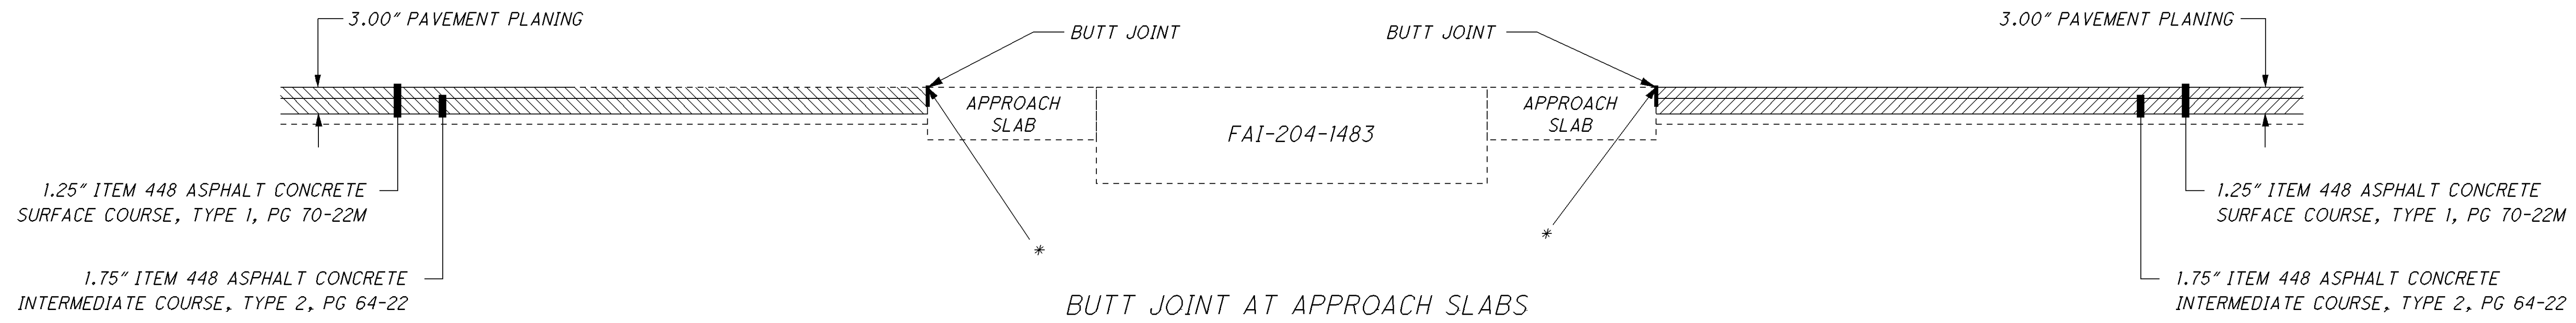 3.00" PAVEMENT PLANING
BUTT JOINT
BUTT JOINT
3.00" PAVEMENT PLANING
APPROACH
SLAB
FAI-204-1483
APPROACH
SLAB
1.25" ITEM 448 ASPHALT CONCRETE
SURFACE COURSE, TYPE 1, PG 70-22M
1.25" ITEM 448 ASPHALT CONCRETE
SURFACE COURSE, TYPE 1, PG 70-22M
*
*
1.75" ITEM 448 ASPHALT CONCRETE
INTERMEDIATE COURSE, TYPE 2, PG 64-22
1.75" ITEM 448 ASPHALT CONCRETE
INTERMEDIATE COURSE, TYPE 2, PG 64-22
BUTT JOINT AT APPROACH SLABS